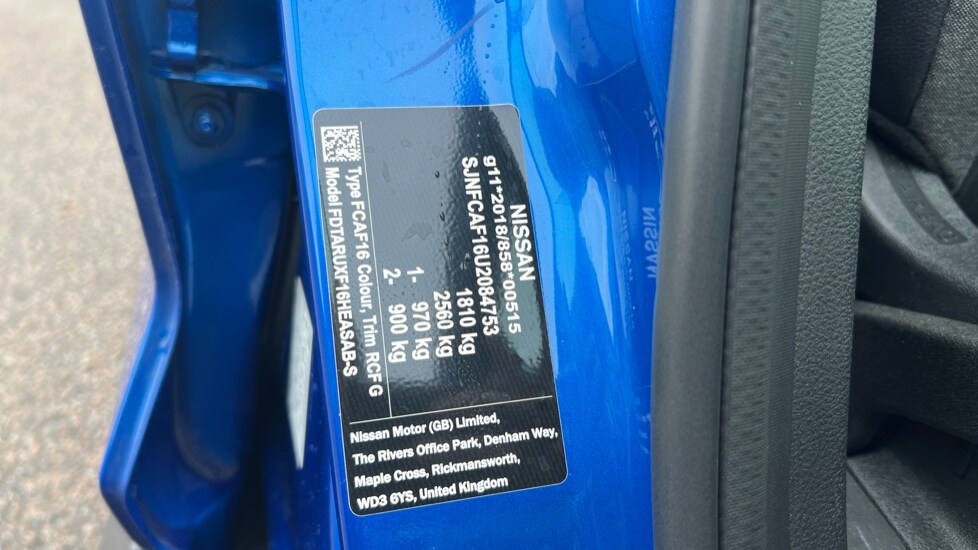 NISSAN
g11*2018/858*00515
SJNFCAF16U2084753
1810 kg
2560 kg
1- 970 kg
2- 900 kg
Type FCAF16 Colour, Trim RCF G
Model FDTARUXF16HEASAB-S
Nissan Motor (GB) Limited,
The Rivers Office Park, Denham Way,
Maple Cross, Rickmansworth,
WD3 6YS, United Kingdom